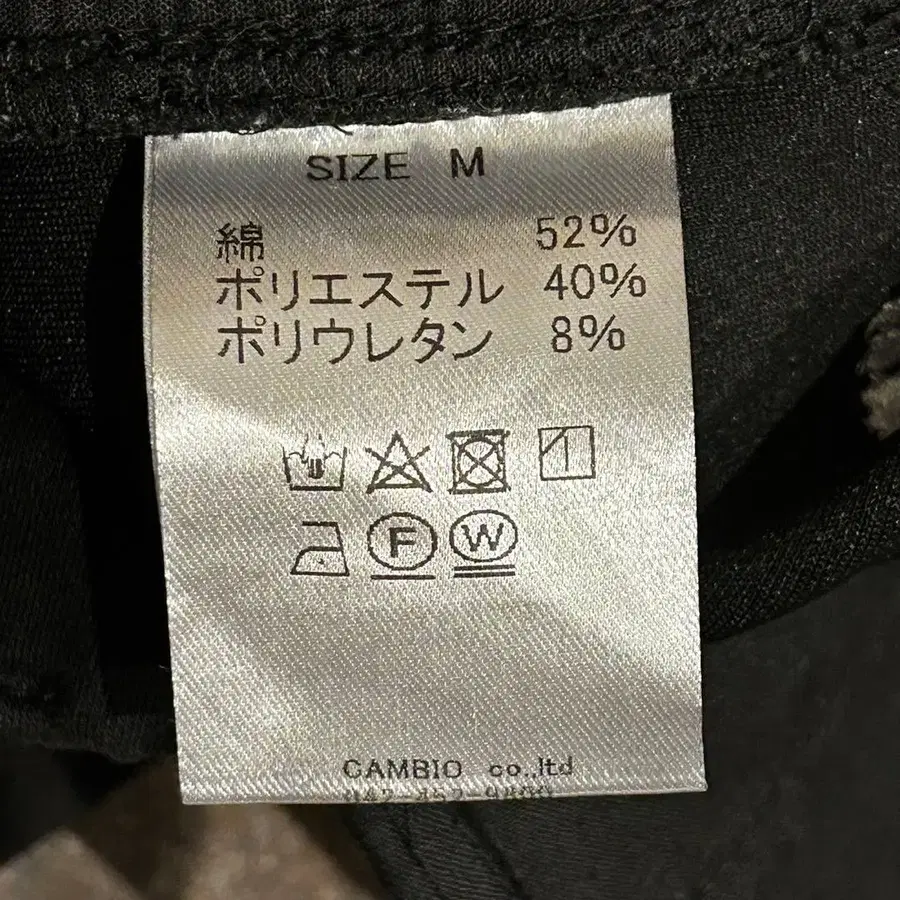 SIZE M
綿 52%
ポリエステル 40%
ポリウレタン 8%
F W
CAMBIO co.,ltd